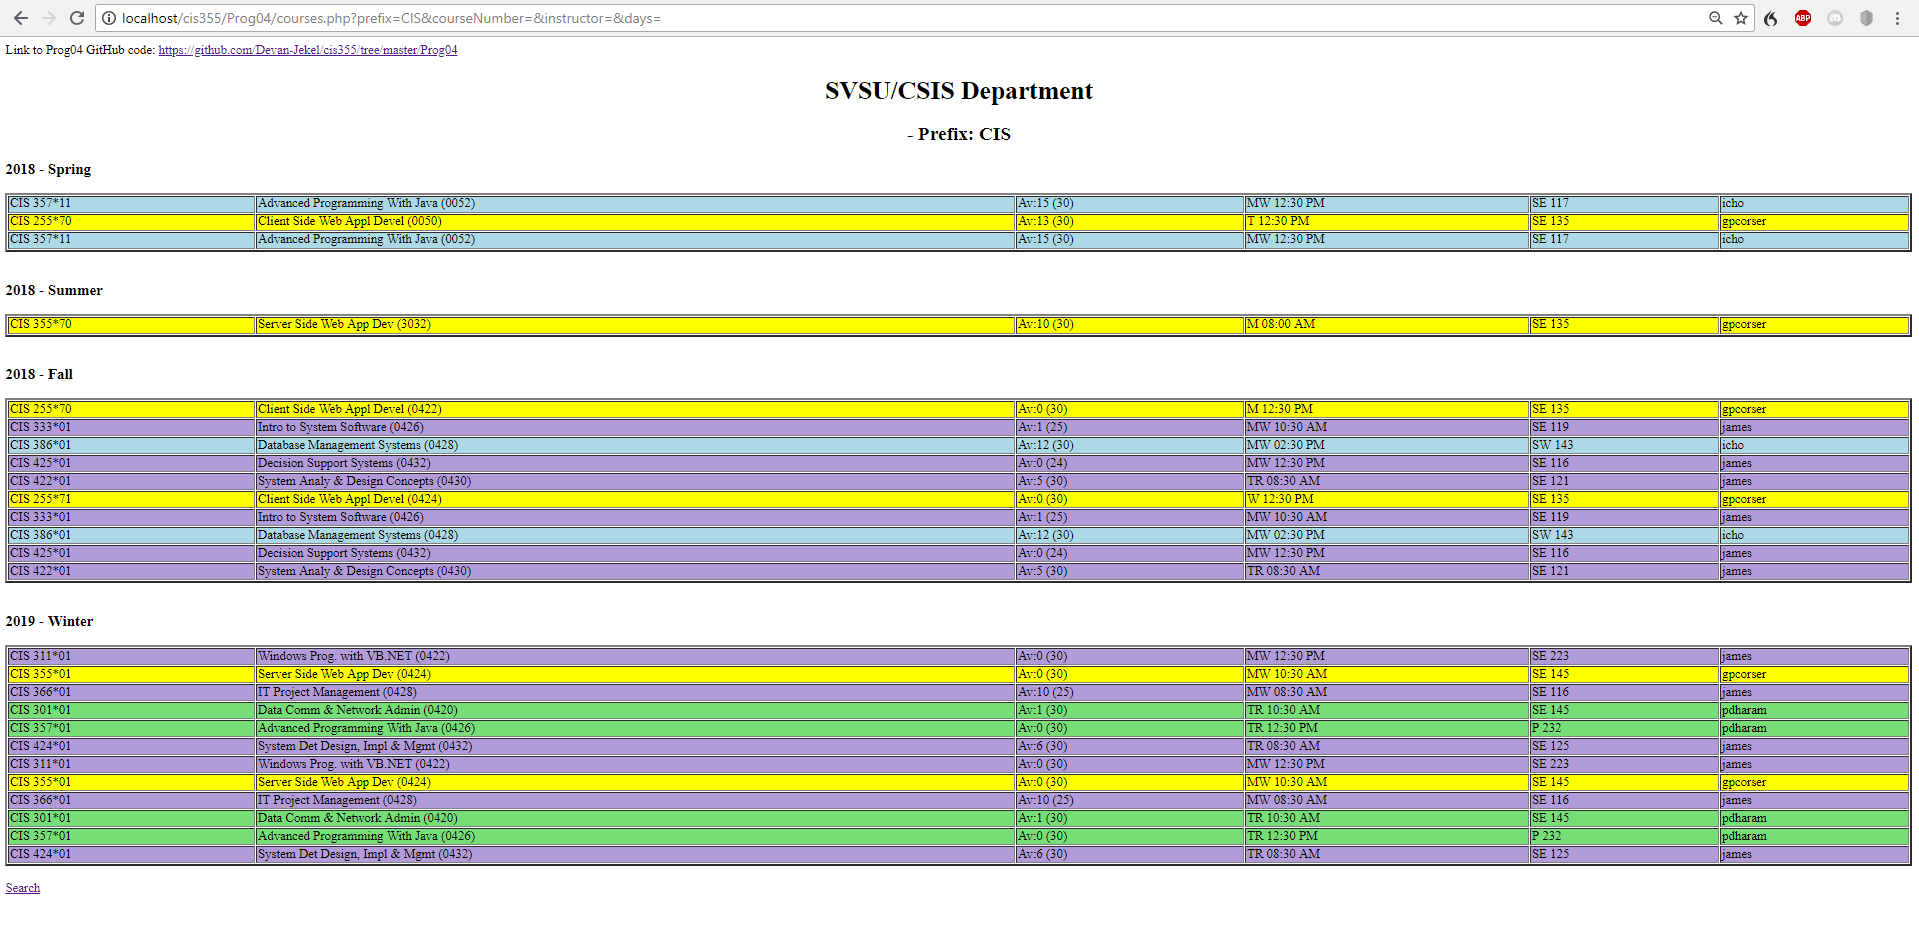 localhost/cis355/Prog04/courses.php?prefix=CIS&courseNumber=&instructor=&days=
ABP
Link to Prog04 GitHub code: https://github.com/Devan-Jekel/cis355/tree/master/Prog04
SVSU/CSIS Department
- Prefix: CIS
2018 - Spring
CIS 357*11 Advanced Programming With Java (0052) Av:15 (30) MW 12:30 PM SE 117 icho
CIS 255*70 Client Side Web Appl Devel (0050) Av:13 (30) T 12:30 PM SE 135 gpcorser
CIS 357*11 Advanced Programming With Java (0052) Av:15 (30) MW 12:30 PM SE 117 icho
2018 - Summer
CIS 355*70 Server Side Web App Dev (3032) Av:10 (30) M 08:00 AM SE 135 gpcorser
2018 - Fall
CIS 255*70 Client Side Web Appl Devel (0422) Av:0 (30) M 12:30 PM SE 135 gpcorser
CIS 333*01 Intro to System Software (0426) Av:1 (25) MW 10:30 AM SE 119 james
CIS 386*01 Database Management Systems (0428) Av:12 (30) MW 02:30 PM SW 143 icho
CIS 425*01 Decision Support Systems (0432) Av:0 (24) MW 12:30 PM SE 116 james
CIS 422*01 System Analy & Design Concepts (0430) Av:5 (30) TR 08:30 AM SE 121 james
CIS 255*71 Client Side Web Appl Devel (0424) Av:0 (30) W 12:30 PM SE 135 gpcorser
CIS 333*01 Intro to System Software (0426) Av:1 (25) MW 10:30 AM SE 119 james
CIS 386*01 Database Management Systems (0428) Av:12 (30) MW 02:30 PM SW 143 icho
CIS 425*01 Decision Support Systems (0432) Av:0 (24) MW 12:30 PM SE 116 james
CIS 422*01 System Analy & Design Concepts (0430) Av:5 (30) TR 08:30 AM SE 121 james
2019 - Winter
CIS 311*01 Windows Prog. with VB.NET (0422) Av:0 (30) MW 12:30 PM SE 223 james
CIS 355*01 Server Side Web App Dev (0424) Av:0 (30) MW 10:30 AM SE 145 gpcorser
CIS 366*01 IT Project Management (0428) Av:10 (25) MW 08:30 AM SE 116 james
CIS 301*01 Data Comm & Network Admin (0420) Av:1 (30) TR 10:30 AM SE 145 pdharam
CIS 357*01 Advanced Programming With Java (0426) Av:0 (30) TR 12:30 PM P 232 pdharam
CIS 424*01 System Det Design, Impl & Mgmt (0432) Av:6 (30) TR 08:30 AM SE 125 james
CIS 311*01 Windows Prog. with VB.NET (0422) Av:0 (30) MW 12:30 PM SE 223 james
CIS 355*01 Server Side Web App Dev (0424) Av:0 (30) MW 10:30 AM SE 145 gpcorser
CIS 366*01 IT Project Management (0428) Av:10 (25) MW 08:30 AM SE 116 james
CIS 301*01 Data Comm & Network Admin (0420) Av:1 (30) TR 10:30 AM SE 145 pdharam
CIS 357*01 Advanced Programming With Java (0426) Av:0 (30) TR 12:30 PM P 232 pdharam
CIS 424*01 System Det Design, Impl & Mgmt (0432) Av:6 (30) TR 08:30 AM SE 125 james
Search